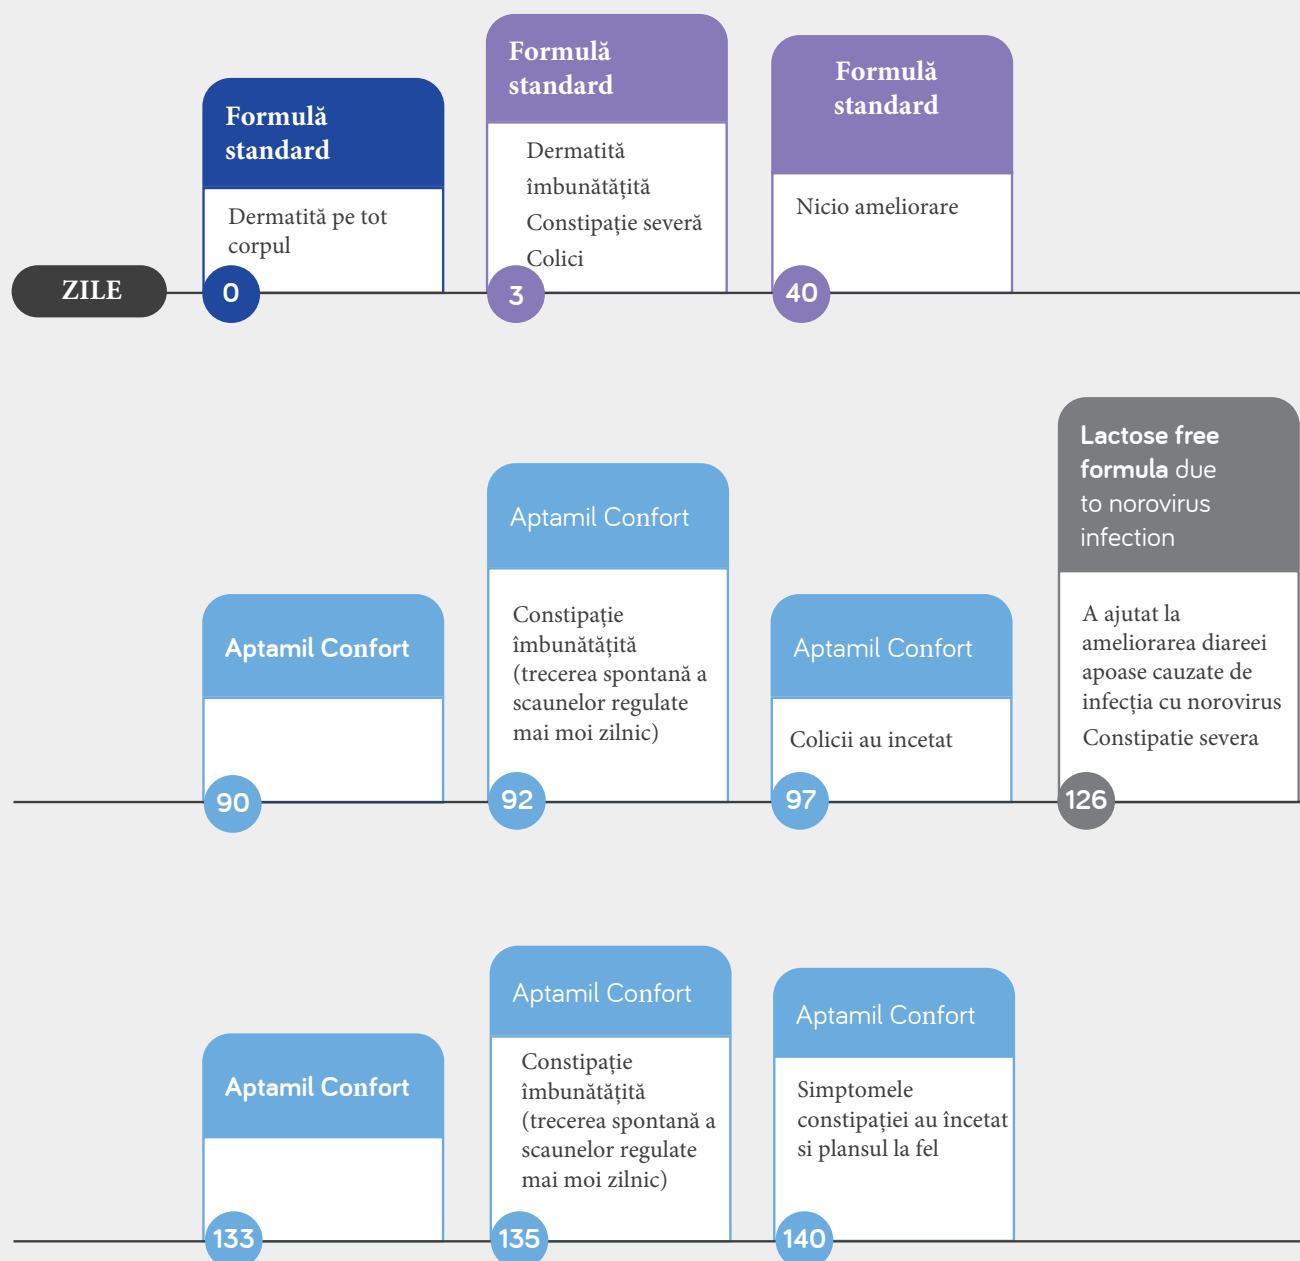 Formulă
standard
Dermatită pe tot
corpul
Formulă
standard
Dermatită
îmbunătățită
Constipație severă
Colici
Formulă
standard
Nicio ameliorare
ZILE
0
3
40
Aptamil Confort
Aptamil Confort
Constipație
îmbunătățită
(trecerea spontană a
scaunelor regulate
mai moi zilnic)
Aptamil Confort
Colicii au incetat
Lactose free
formula due
to norovirus
infection
A ajutat la
ameliorarea diareei
apoase cauzate de
infecția cu norovirus
Constipatie severa
90
92
97
126
Aptamil Confort
Aptamil Confort
Constipație
îmbunătățită
(trecerea spontană a
scaunelor regulate
mai moi zilnic)
Aptamil Confort
Simptomele
constipației au încetat
si plansul la fel
133
135
140